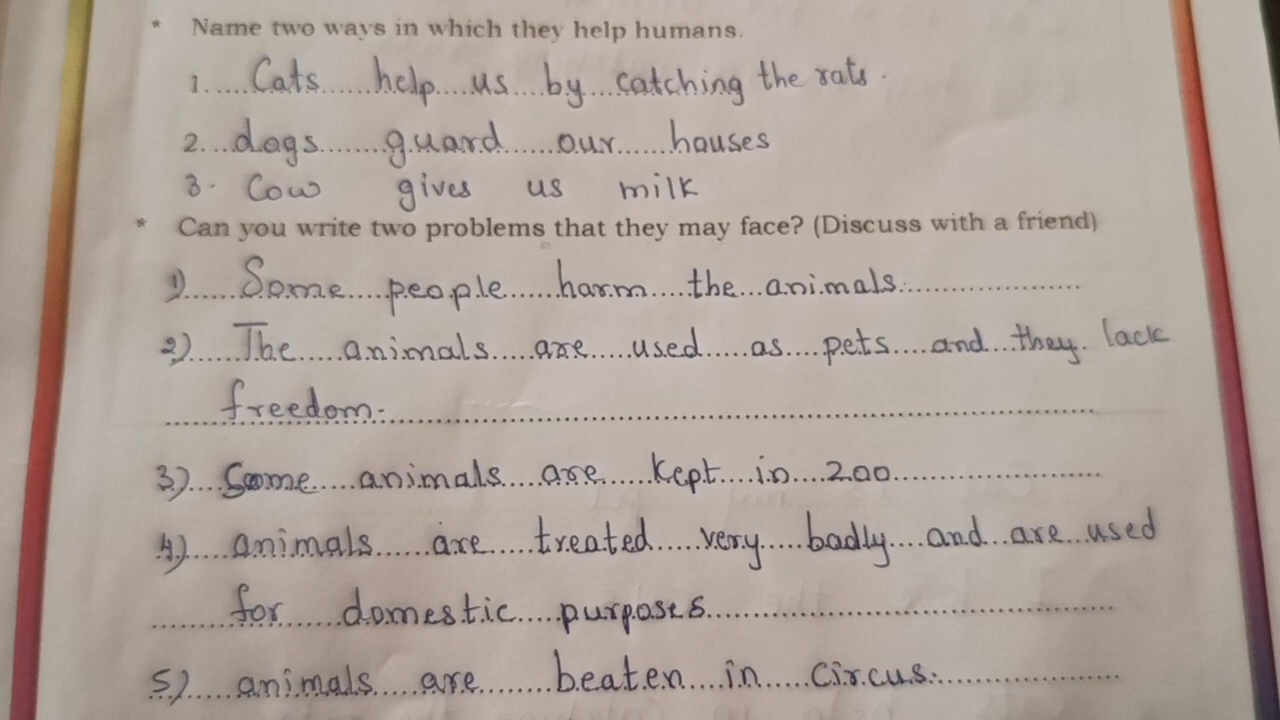 * Name two ways in which they help humans.
1.....Cats......help....us...by...catching the rats.
2...dogs.......guard......our......houses
3. Cow gives us milk
* Can you write two problems that they may face? (Discuss with a friend)
1)......Some....people......harm....the...animals.
2)......The.....animals....are.....used.....as....pets....and...they. lack
freedom.
3)...Some.....animals....are.....kept....in....zoo
4).....animals......are.....treated.....very.....badly....and...are...used
for.......domestic.....purposes
5).....animals.....are.......beaten....in.....circus.